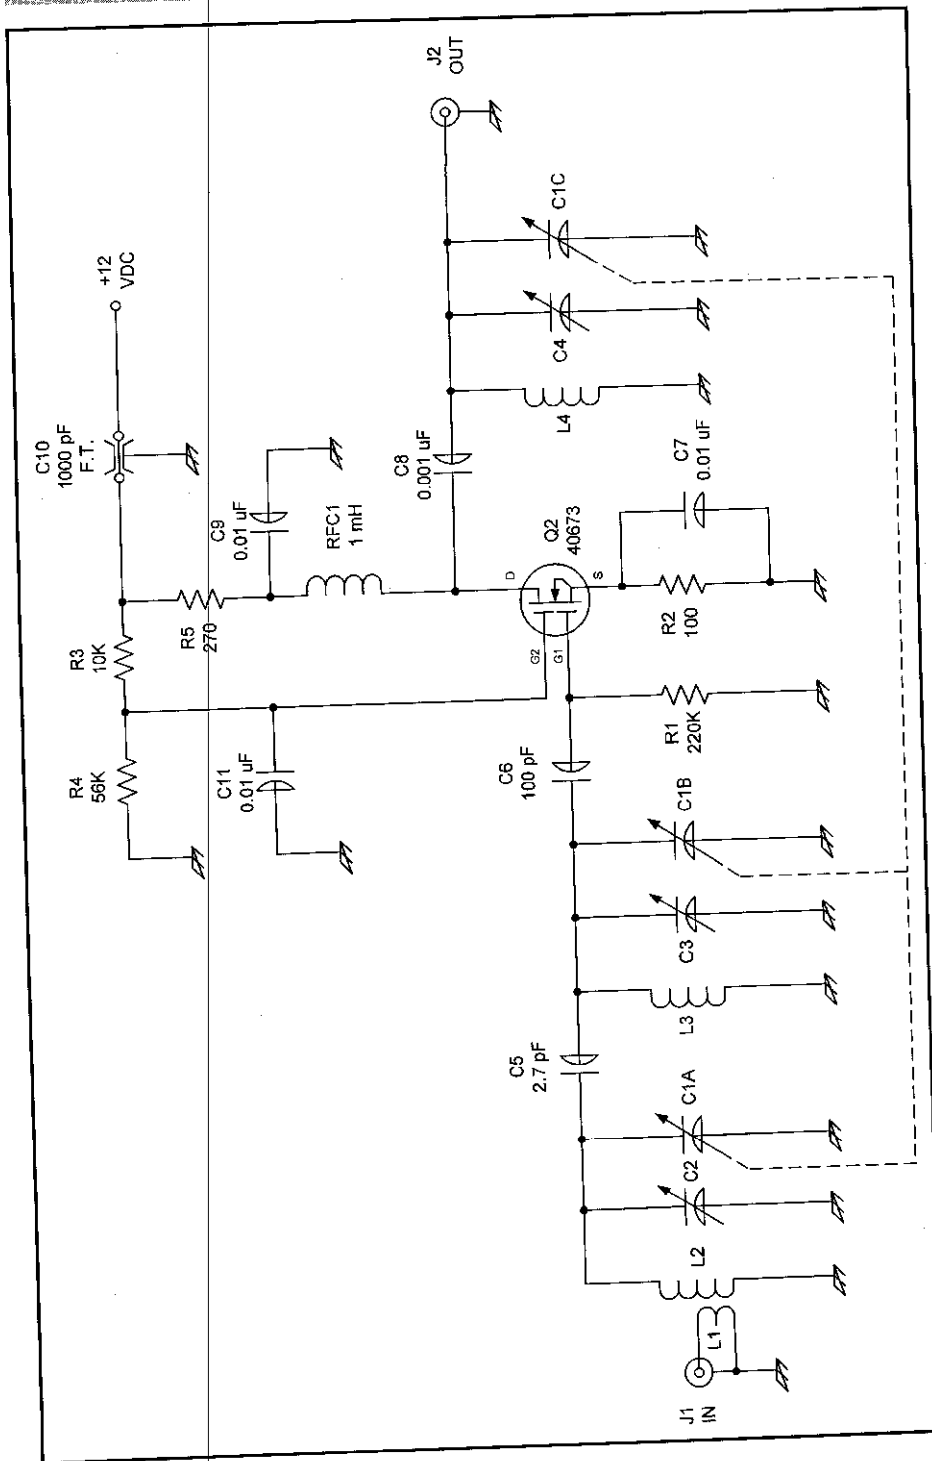 J2
OUT
+12
VDC
C10
1000 pF
F.T.
C1C
C4
L4
C8
0.001 uF
C9
0.01 uF
RFC1
1 mH
R5
270
R3
10K
R4
56K
C11
0.01 uF
D
S
G2
G1
Q2
40673
C7
0.01 uF
R2
100
R1
220K
C6
100 pF
C1B
C3
L3
C5
2.7 pF
C1A
C2
L2
L1
J1
IN